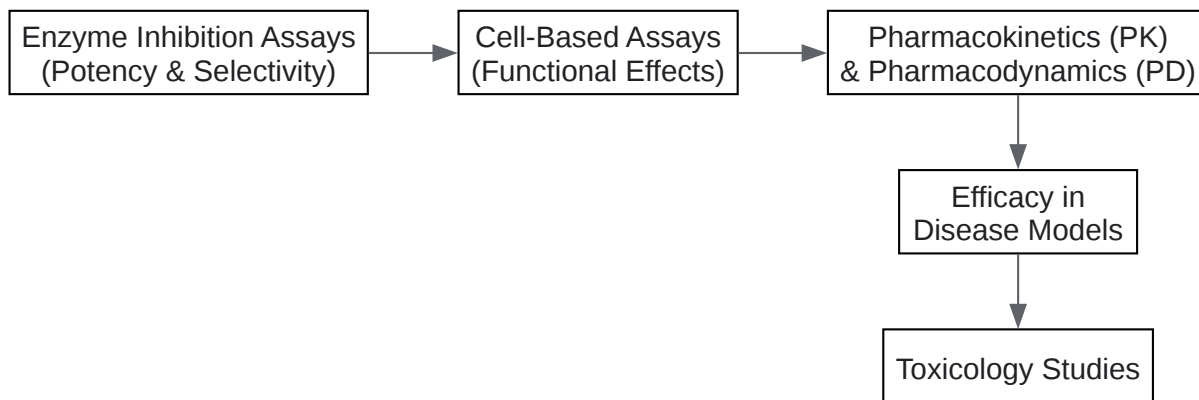 Enzyme Inhibition Assays
(Potency & Selectivity)
Cell-Based Assays
(Functional Effects)
Pharmacokinetics (PK)
& Pharmacodynamics (PD)
Efficacy in
Disease Models
Toxicology Studies